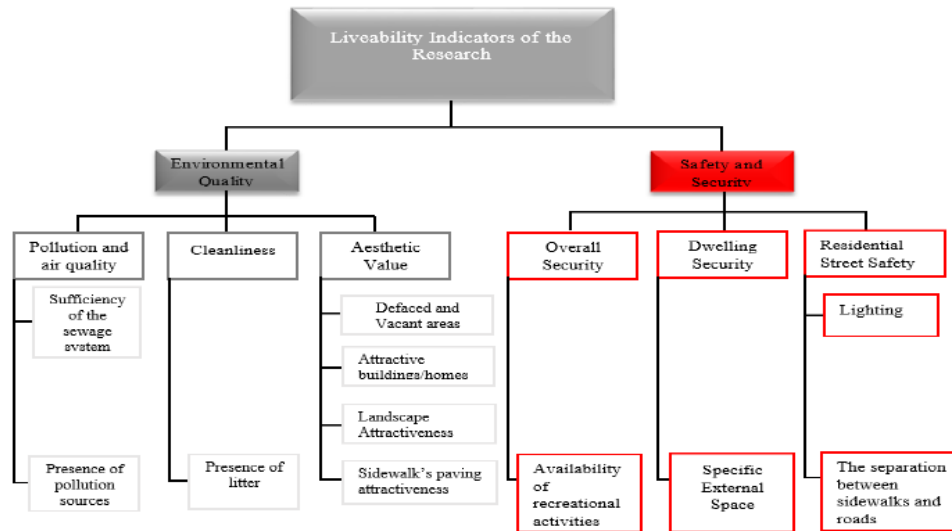 Liveability Indicators of the
Research
Environmental
Quality
Safety and
Security
Pollution and
air quality
Cleanliness
Aesthetic
Value
Overall
Security
Dwelling
Security
Residential
Street Safety
Sufficiency of
the sewage
system
Defaced and
Vacant areas
Lighting
Attractive
buildings/homes
Landscape
Attractiveness
Presence of
pollution
sources
Presence of
litter
Sidewalk's paving
attractiveness
Availability
of
recreational
activities
Specific
External
Space
The separation
between
sidewalks and
roads